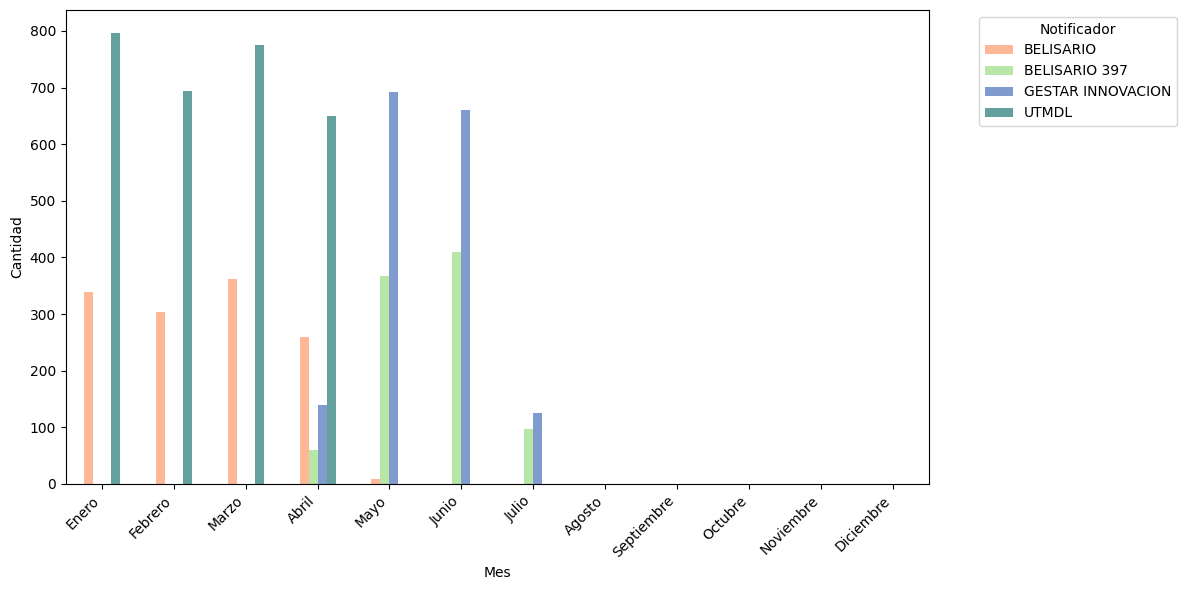 800
700
600
500
400
300
200
100
0
Cantidad
Enero
Febrero
Marzo
Abril
Mayo
Junio
Julio
Agosto
Septiembre
Octubre
Noviembre
Diciembre
Mes
Notificador
BELISARIO
BELISARIO 397
GESTAR INNOVACION
UTMDL